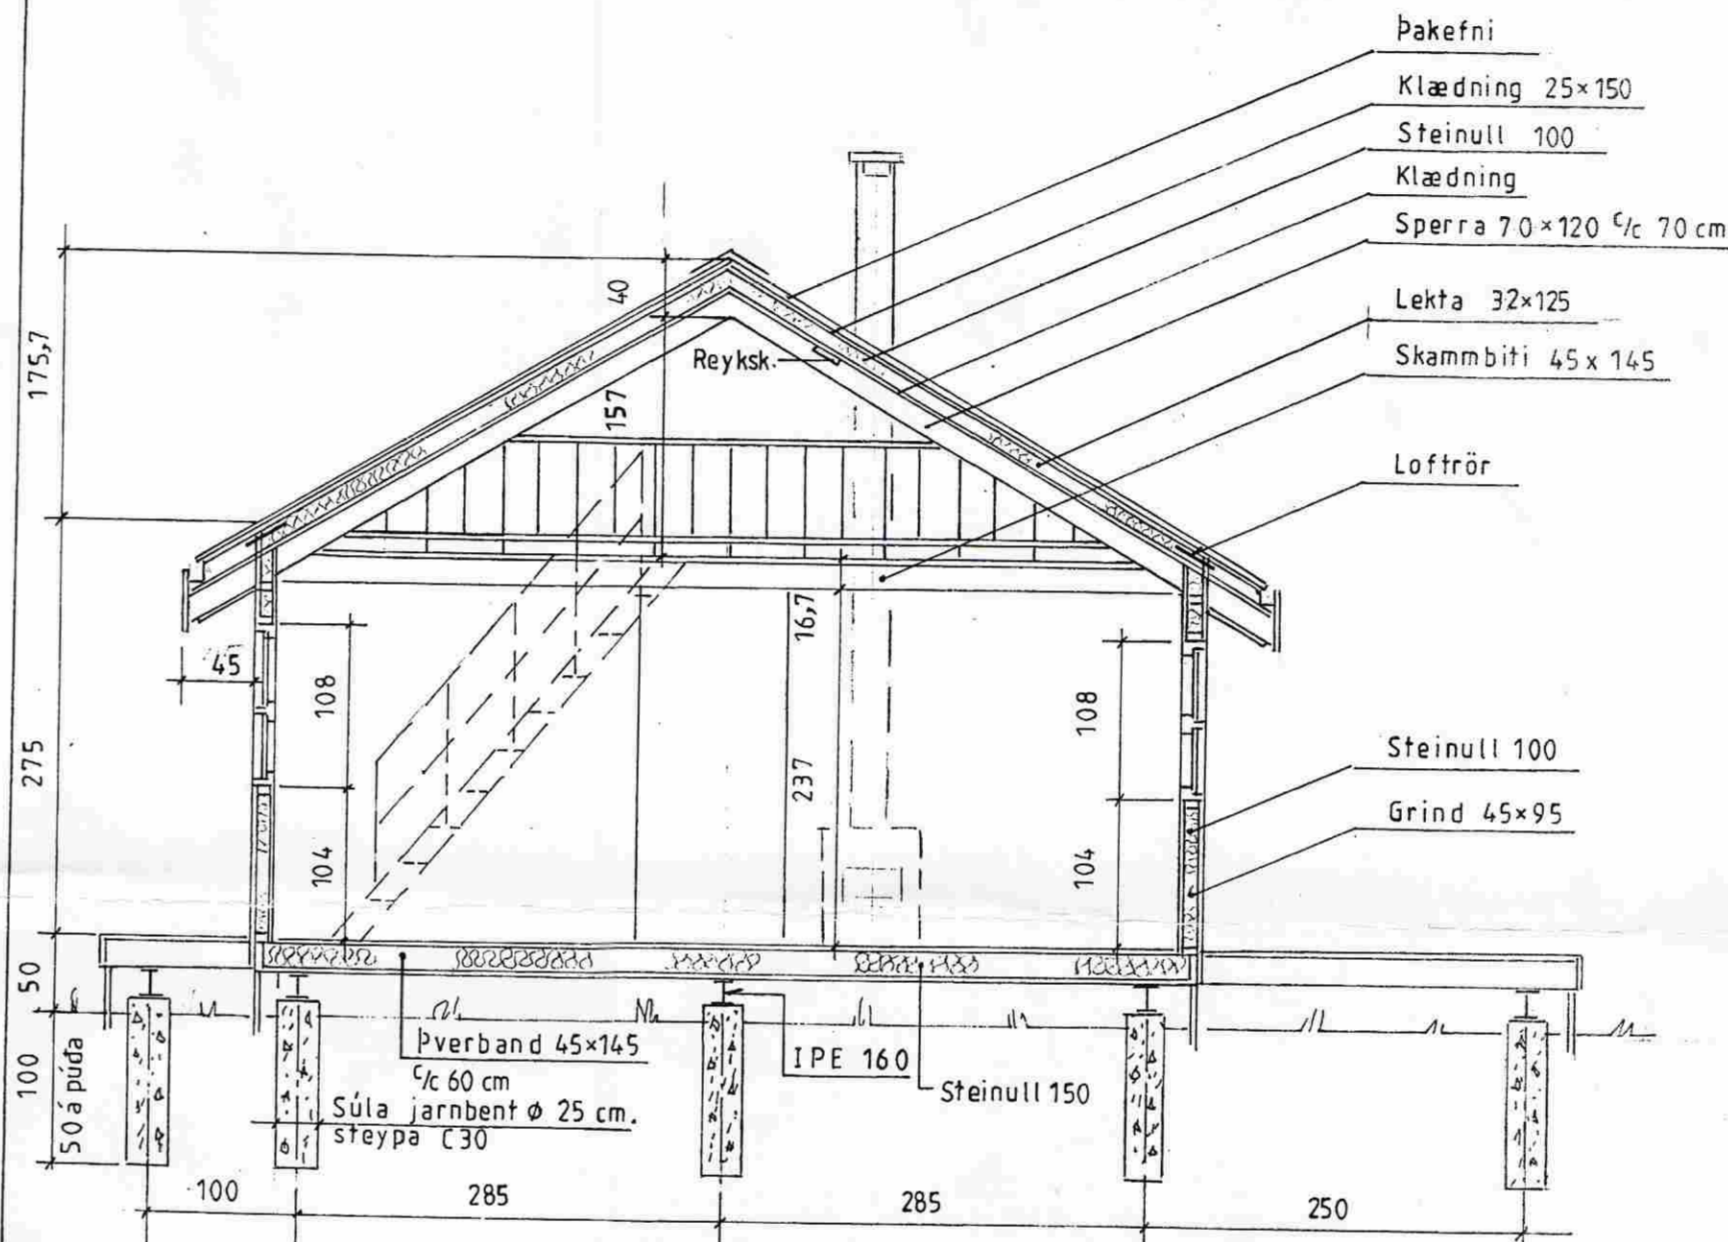 Þakefni
Klædning 25×150
Steinull 100
Klædning
Sperra 70×120 c/c 70 cm
Lekta 32×125
Skammbiti 45 x 145
Loftrör
Reyksk.
40
157
175,7
275
50
100
50 á púða
45
108
104
16,7
237
108
104
Steinull 100
Grind 45×95
Þverband 45×145
c/c 60 cm
Súla jarnbent ø 25 cm.
steypa C30
IPE 160
Steinull 150
100
285
285
250